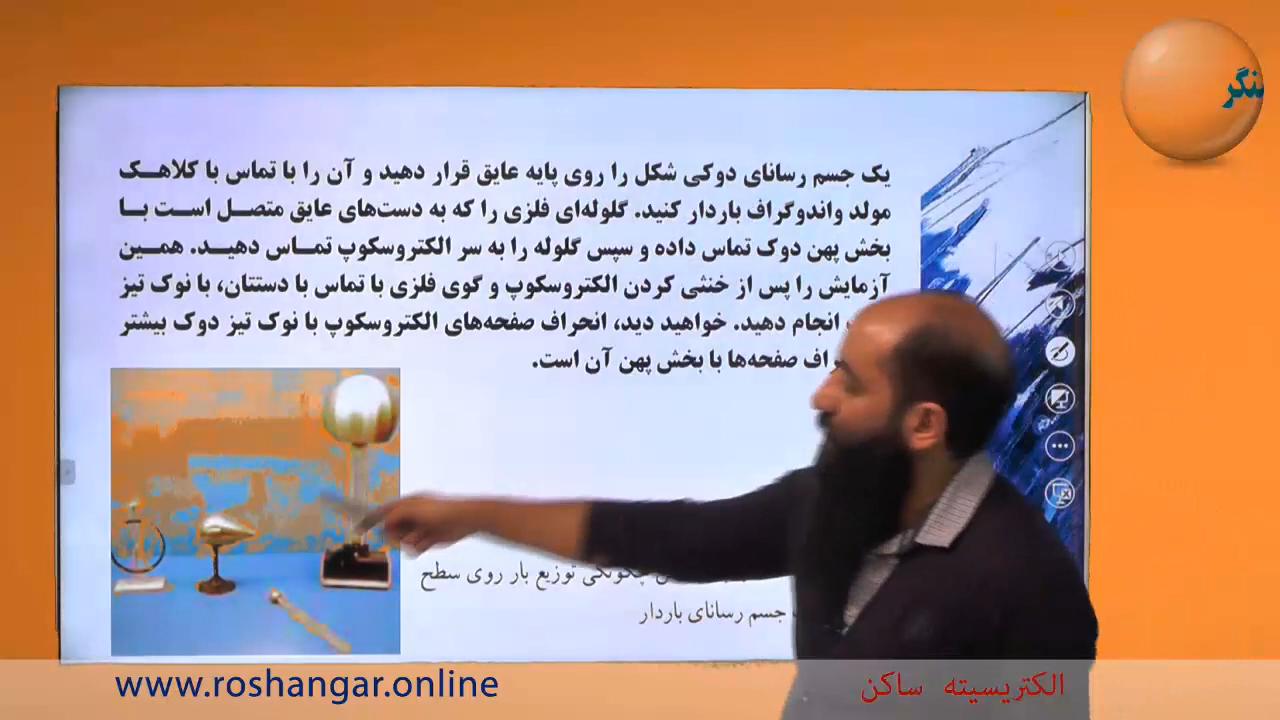 یک جسم رسانای دوکی شکل را روی پایه عایق قرار دهید و آن را با تماس با کلاهک
مولد واندوگراف باردار کنید. گلوله‌ای فلزی را که به دست‌های عایق متصل است با
بخش پهن دوک تماس داده و سپس گلوله را به سر الکتروسکوپ تماس دهید. همین
آزمایش را پس از خنثی کردن الکتروسکوپ و گوی فلزی با تماس با دستتان، با نوک تیز
انجام دهید. خواهید دید، انحراف صفحه‌های الکتروسکوپ با نوک تیز دوک بیشتر
صفحه‌ها با بخش پهن آن است.
چگونگی توزیع بار روی سطح
جسم رسانای باردار
www.roshangar.online
الکتریسیته ساکن